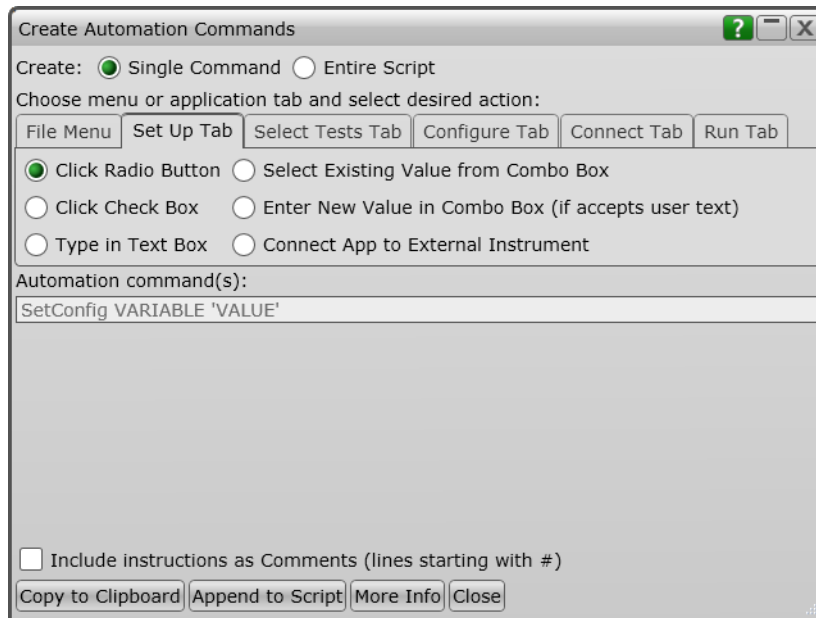 Create Automation Commands ? X
Create: Single Command Entire Script
Choose menu or application tab and select desired action:
File Menu Set Up Tab Select Tests Tab Configure Tab Connect Tab Run Tab
Click Radio Button Select Existing Value from Combo Box
Click Check Box Enter New Value in Combo Box (if accepts user text)
Type in Text Box Connect App to External Instrument
Automation command(s):
SetConfig VARIABLE 'VALUE'
Include instructions as Comments (lines starting with #)
Copy to Clipboard Append to Script More Info Close